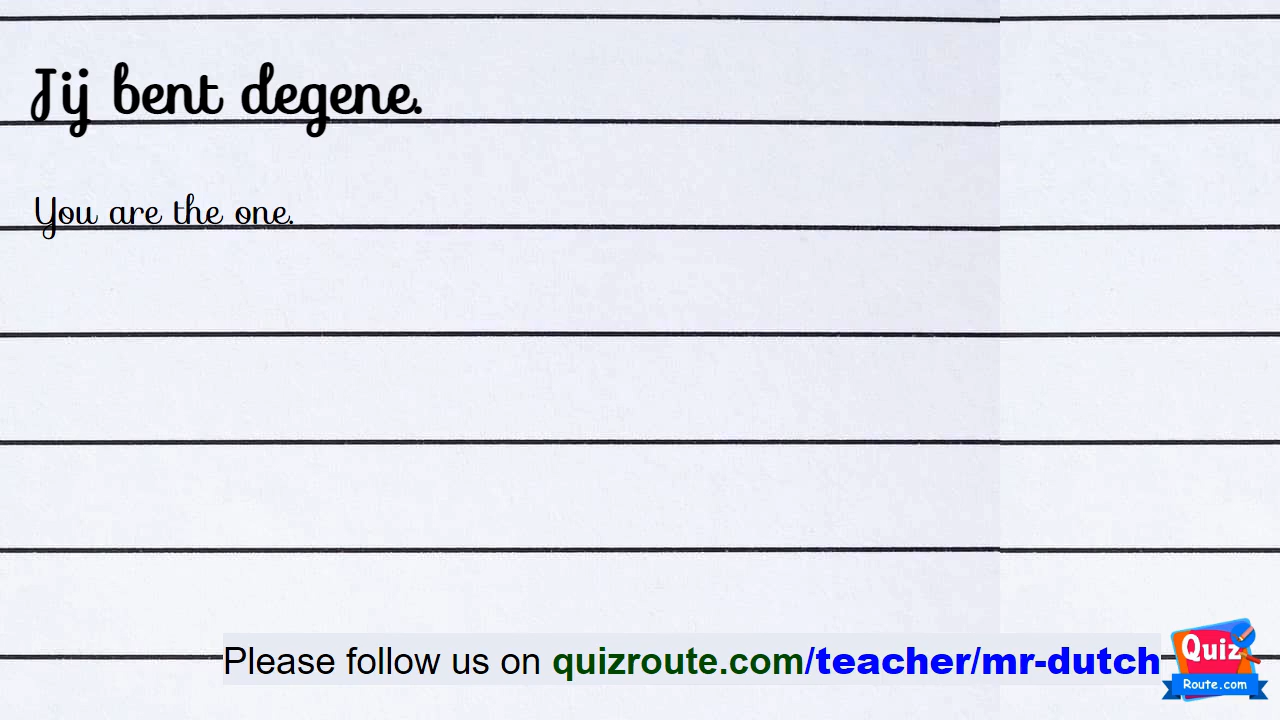 Jij bent degene.
You are the one.
Please follow us on quizroute.com/teacher/mr-dutch
Quiz
Route.com